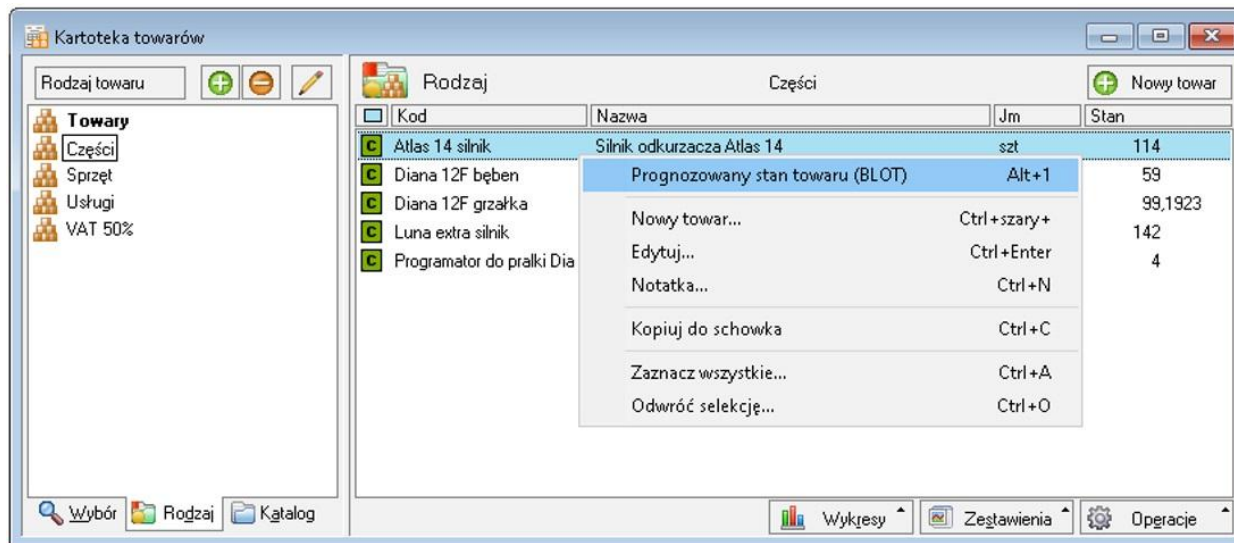 Kartoteka towarów
Rodzaj towaru
Towary
Części
Sprzęt
Usługi
VAT 50%
Wybór Rodzaj Katalog
Rodzaj Części Nowy towar
Kod Nazwa Jm Stan
C Atlas 14 silnik Silnik odkurzacza Atlas 14 szt 114
C Diana 12F bęben 59
C Diana 12F grzałka 99,1923
C Luna extra silnik 142
C Programator do pralki Dia 4
Prognozowany stan towaru (BLOT) Alt+1
Nowy towar... Ctrl+szary+
Edytuj... Ctrl+Enter
Notatka... Ctrl+N
Kopiuj do schowka Ctrl+C
Zaznacz wszystkie... Ctrl+A
Odwróć selekcję... Ctrl+O
Wykresy Zestawienia Operacje